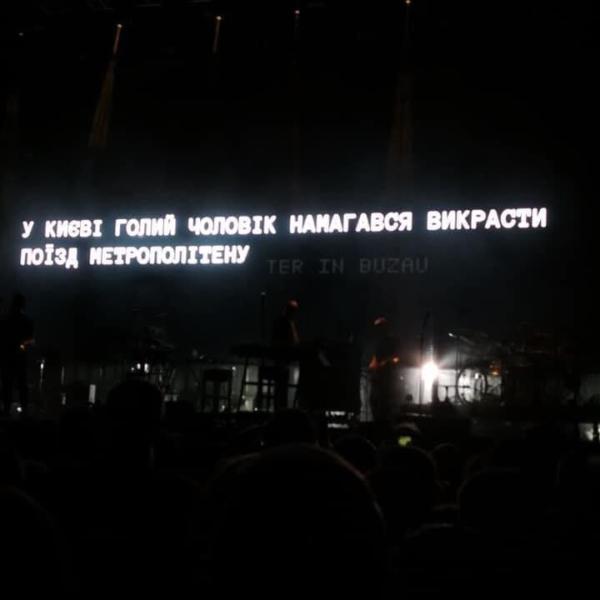 У КИЄВІ ГОЛИЙ ЧОЛОВІК НАМАГАВСЯ ВИКРАСТИ
ПОЇЗД МЕТРОПОЛІТЕНУ
TER IN BUZAU